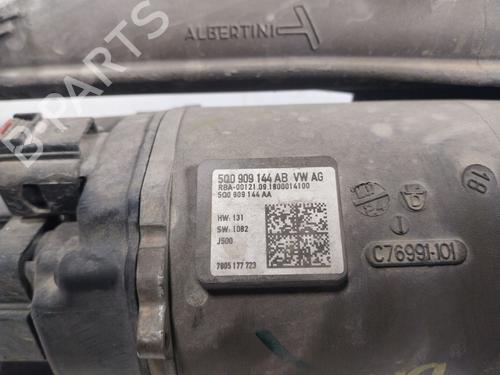 ALBERTINI
5Q0 909 144 AB VW AG
RBA-00121.09.1800014100
5Q0 909 144 AA
HW: 131
SW: 1082
J500
7805 177 723
18
C76991-101
B-PARTS